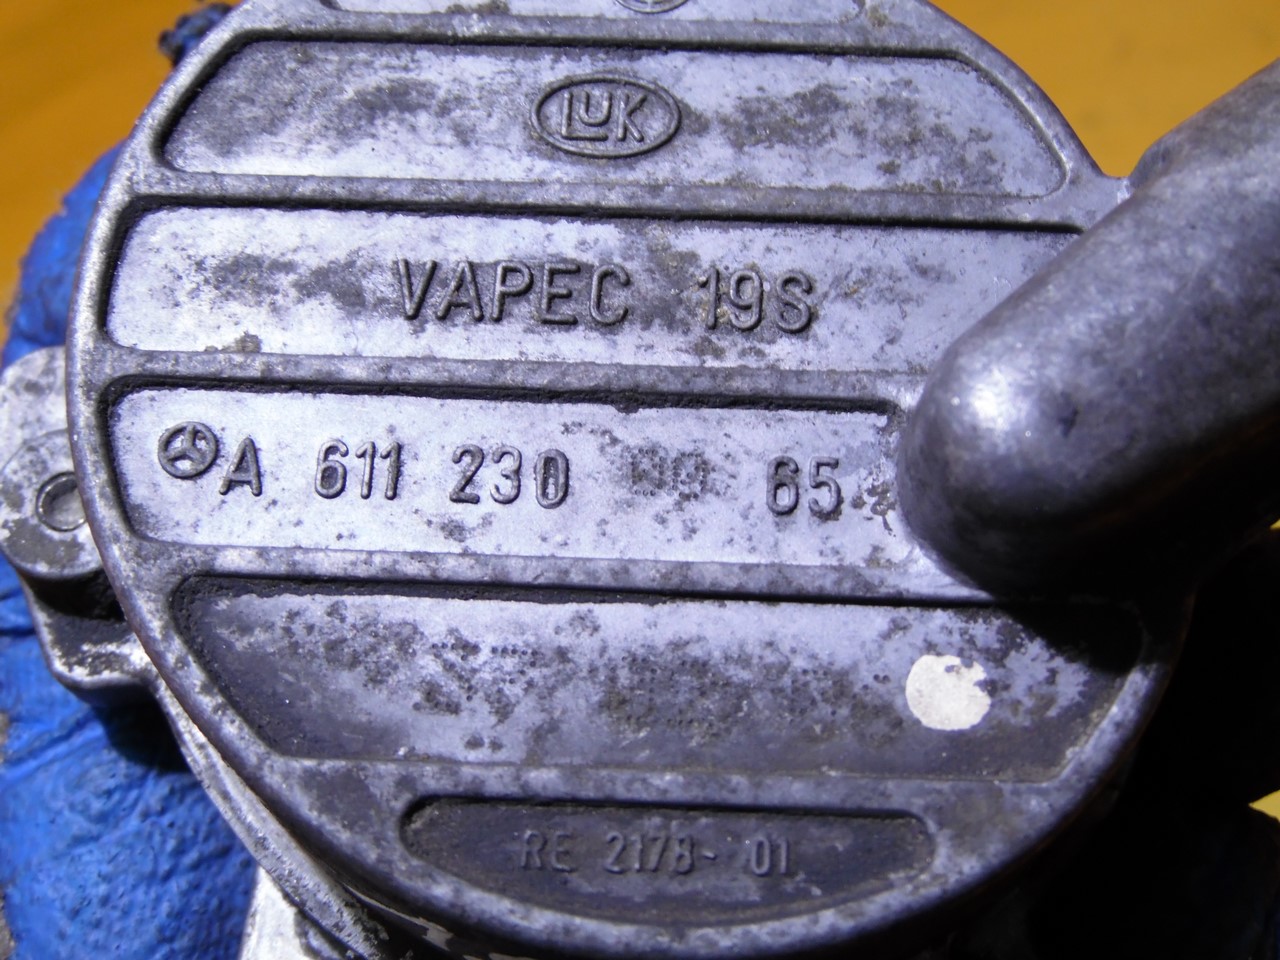 LUK
VAPEC 19S
A 611 230 65
RE 2178- 01